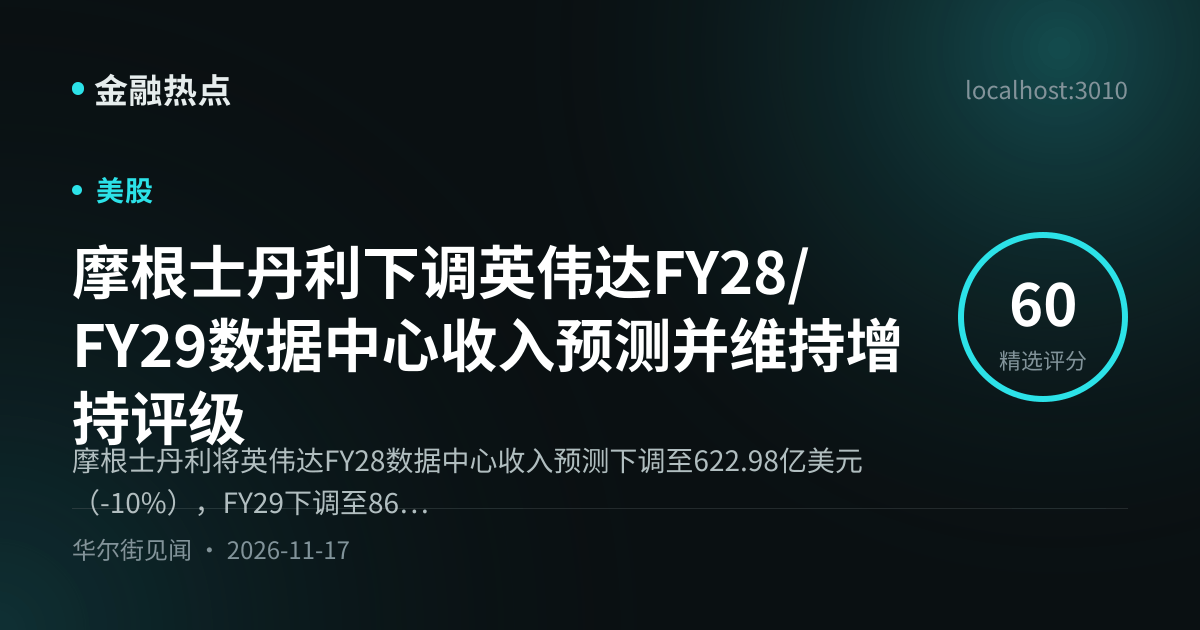 金融热点
localhost:3010
美股
摩根士丹利下调英伟达FY28/
FY29数据中心收入预测并维持增
持评级
60
精选评分
摩根士丹利将英伟达FY28数据中心收入预测下调至622.98亿美元
（-10%），FY29下调至86…
华尔街见闻 · 2026-11-17